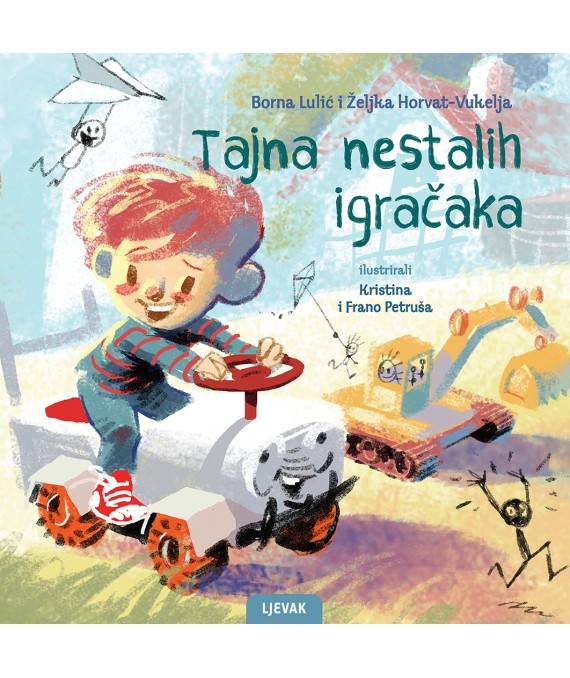 Borna Lulić i Željka Horvat-Vukelja
Tajna nestalih
igračaka
ilustrirali
Kristina
i Frano Petruša
LJEVAK